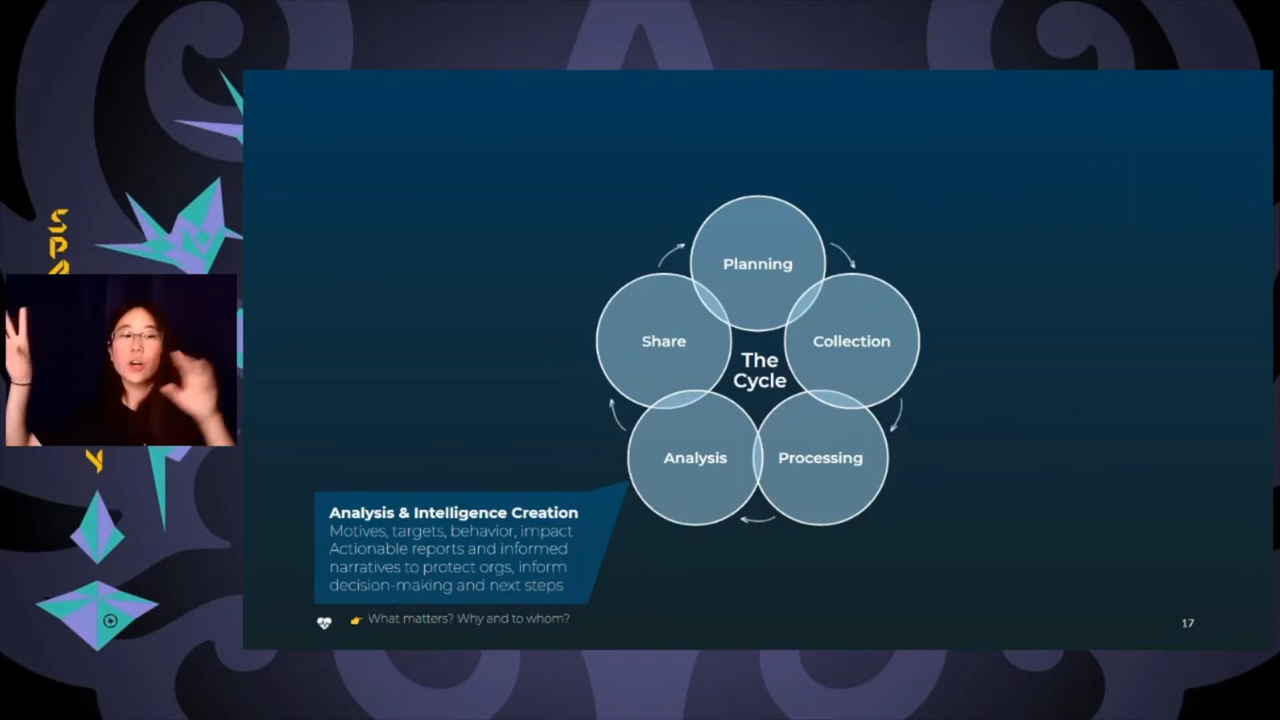 Planning
Share
Collection
The
Cycle
Analysis
Processing
Analysis & Intelligence Creation
Motives, targets, behavior, impact
Actionable reports and informed
narratives to protect orgs, inform
decision-making and next steps
👉 What matters? Why and to whom?
17